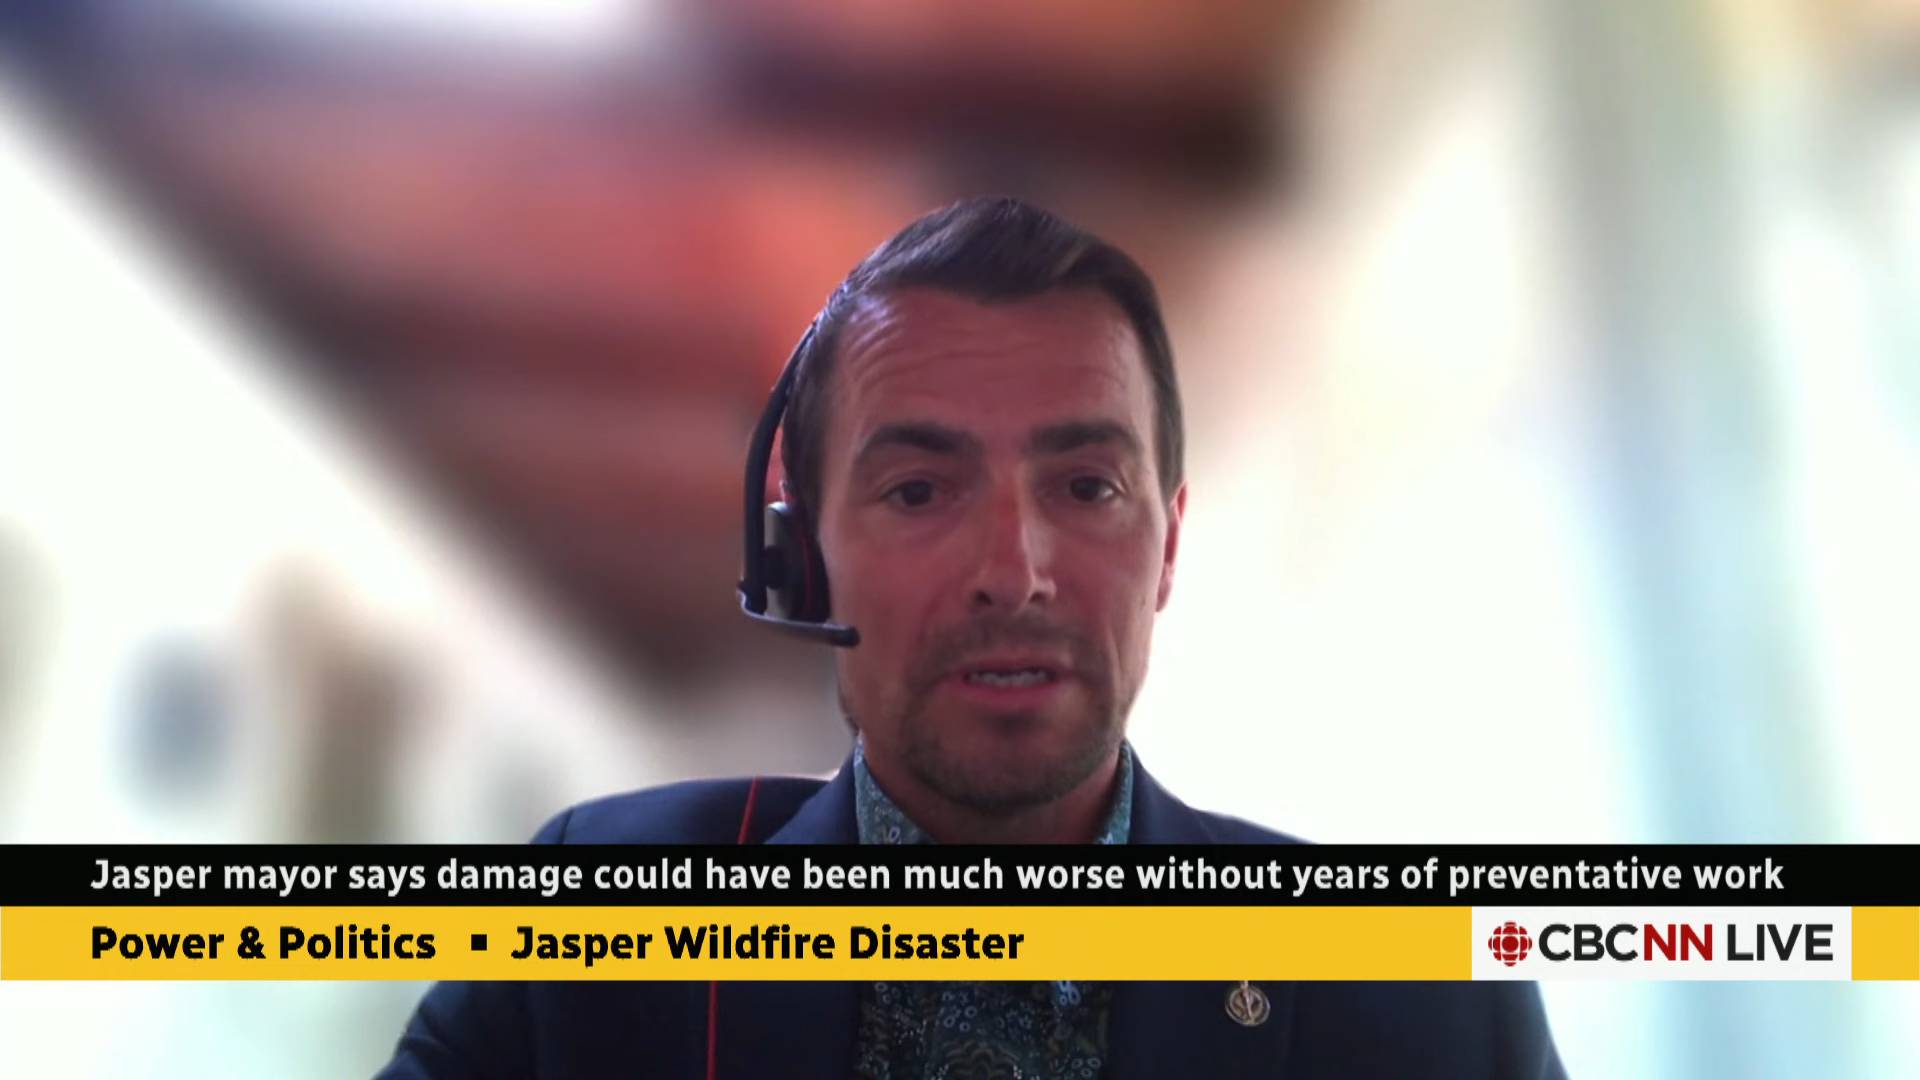 Jasper mayor says damage could have been much worse without years of preventative work
Power & Politics ▪ Jasper Wildfire Disaster
CBCNN LIVE